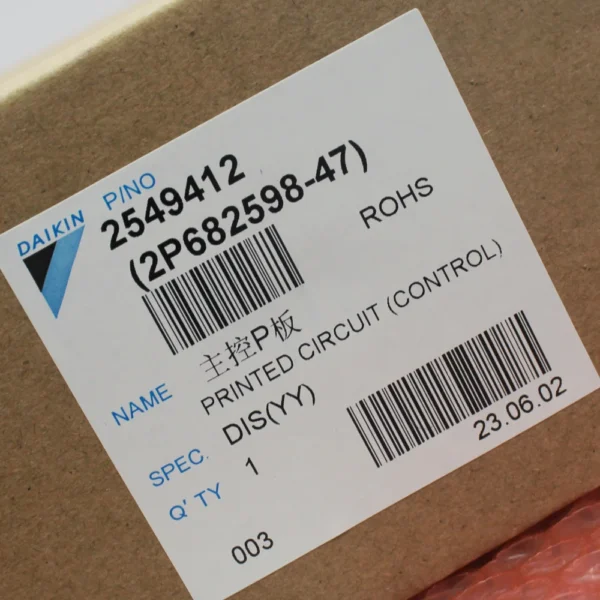 DAIKIN
P/NO
2549412
(2P682598-47)
ROHS
NAME
主控P板
PRINTED CIRCUIT (CONTROL)
SPEC.
DIS(YY)
Q'TY
1
23.06.02
003